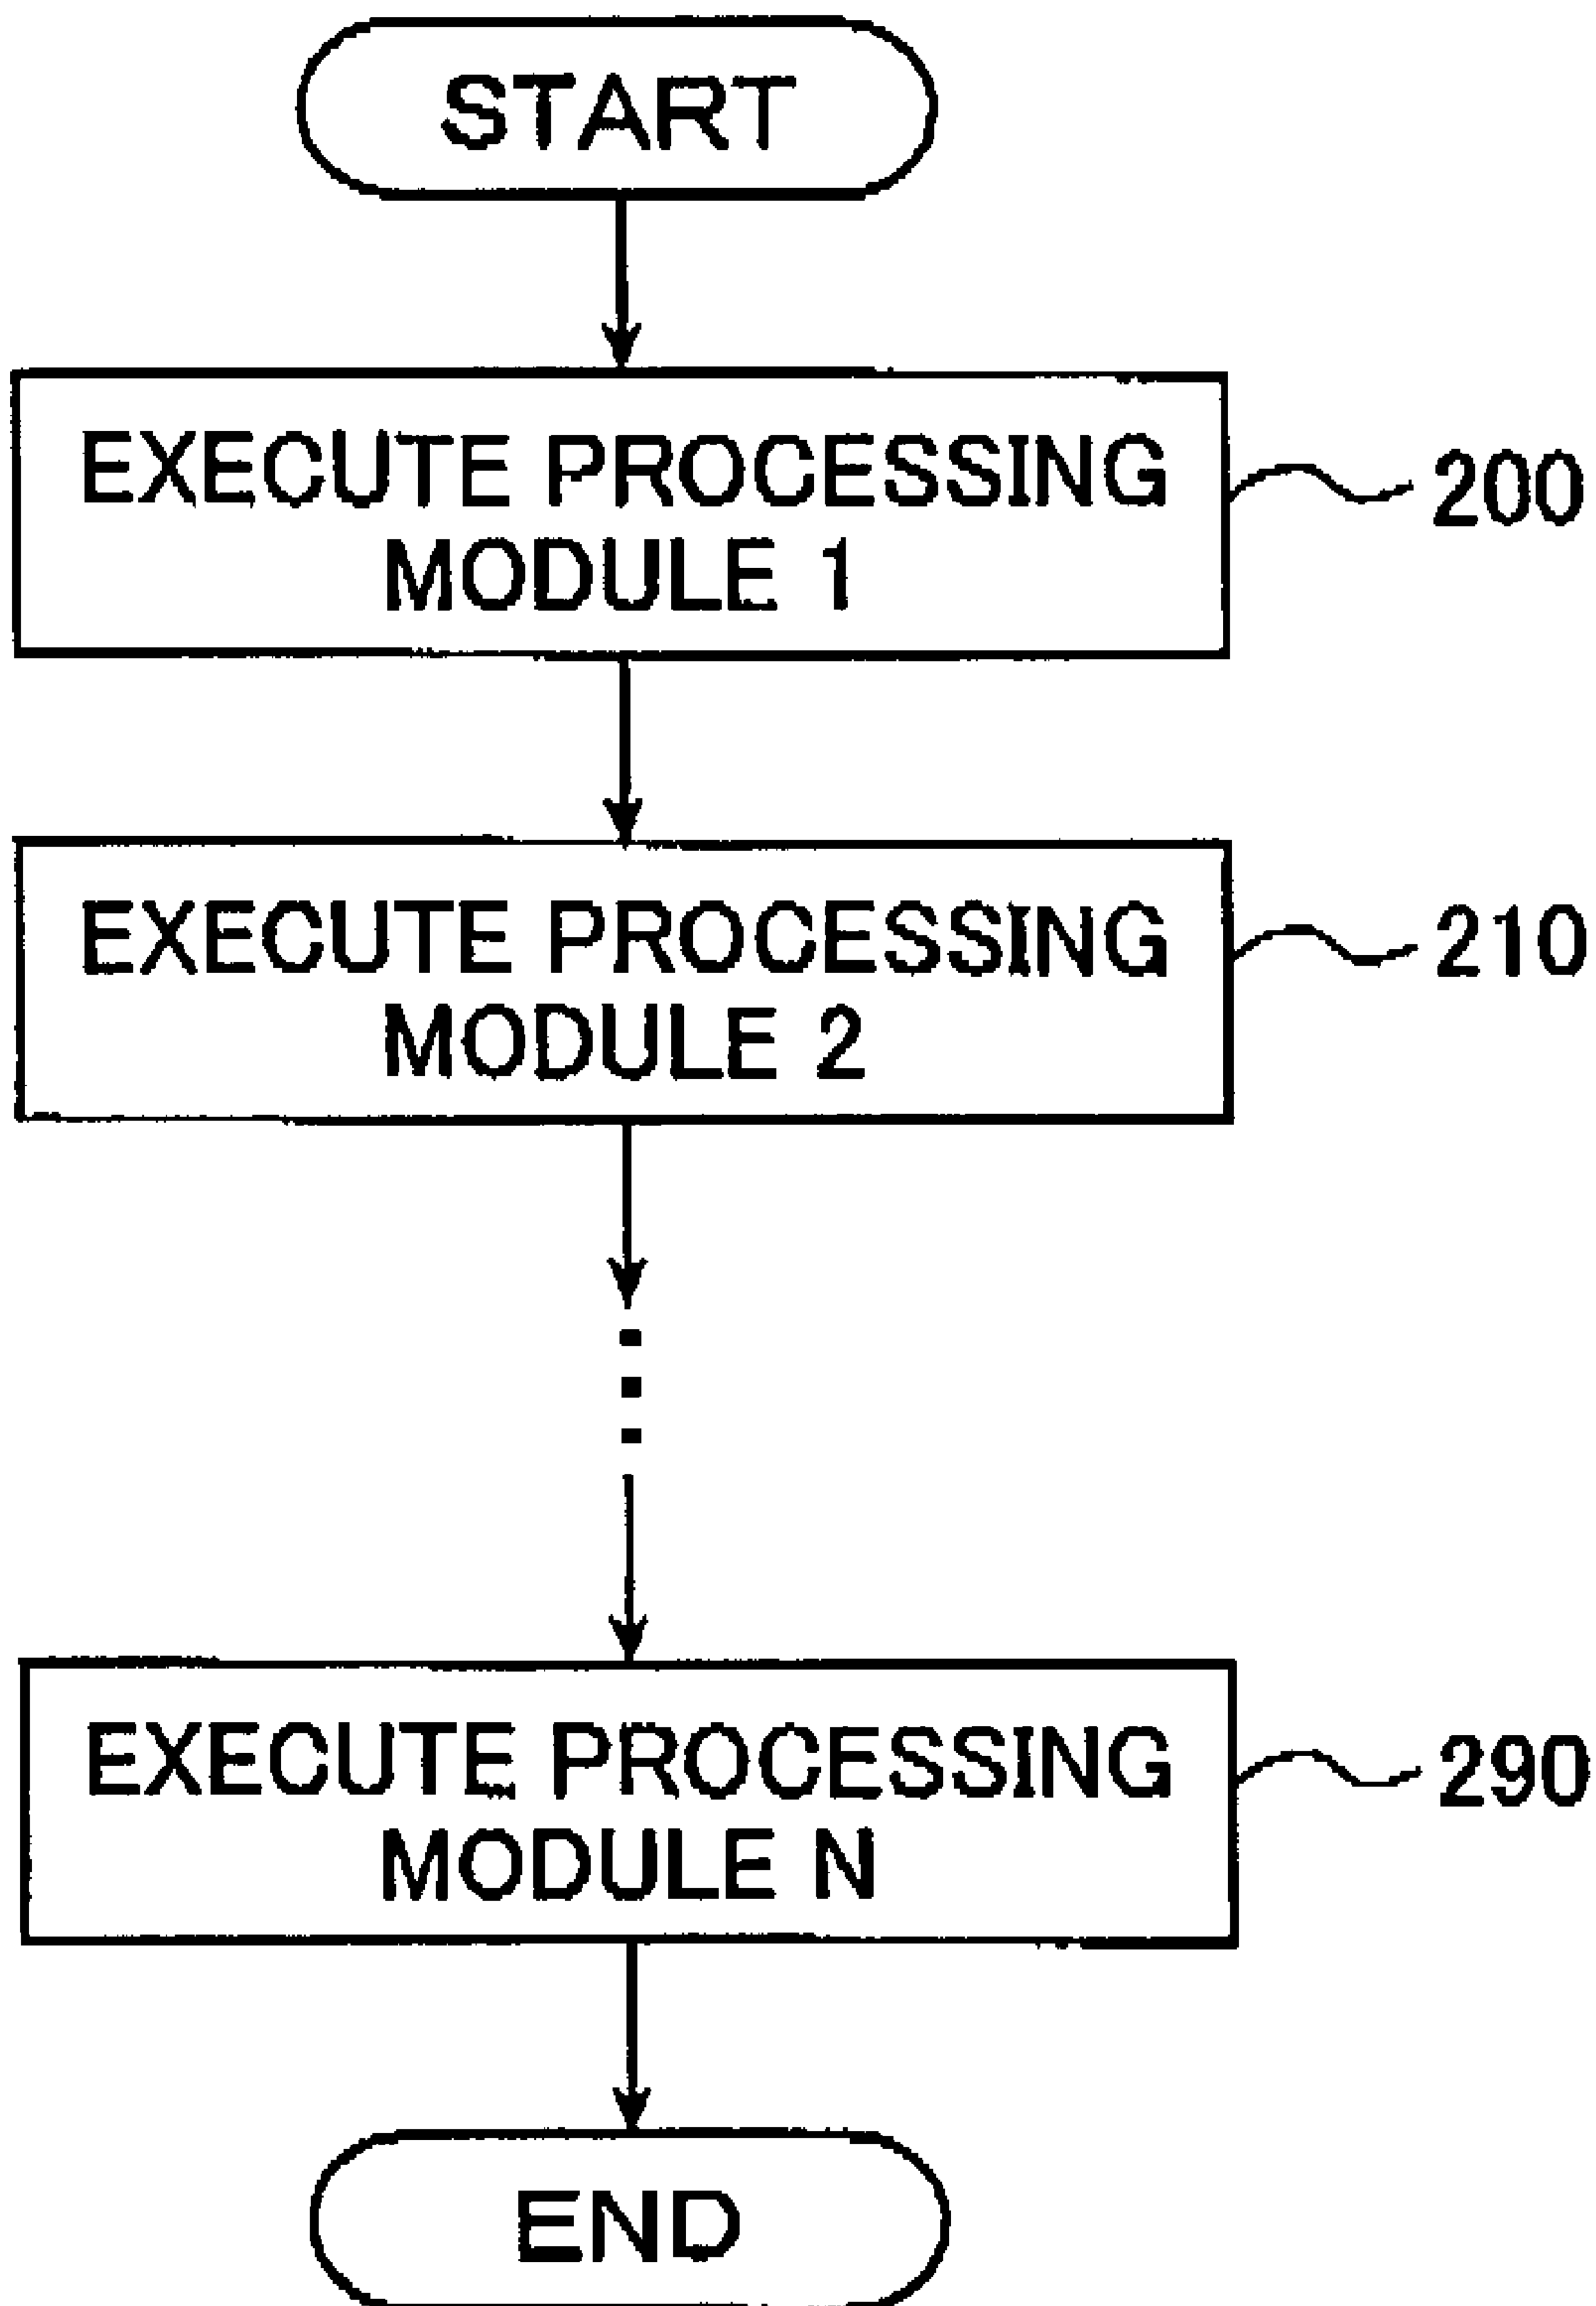 START
EXECUTE PROCESSING
MODULE 1
200
EXECUTE PROCESSING
MODULE 2
210
EXECUTE PROCESSING
MODULE N
290
END